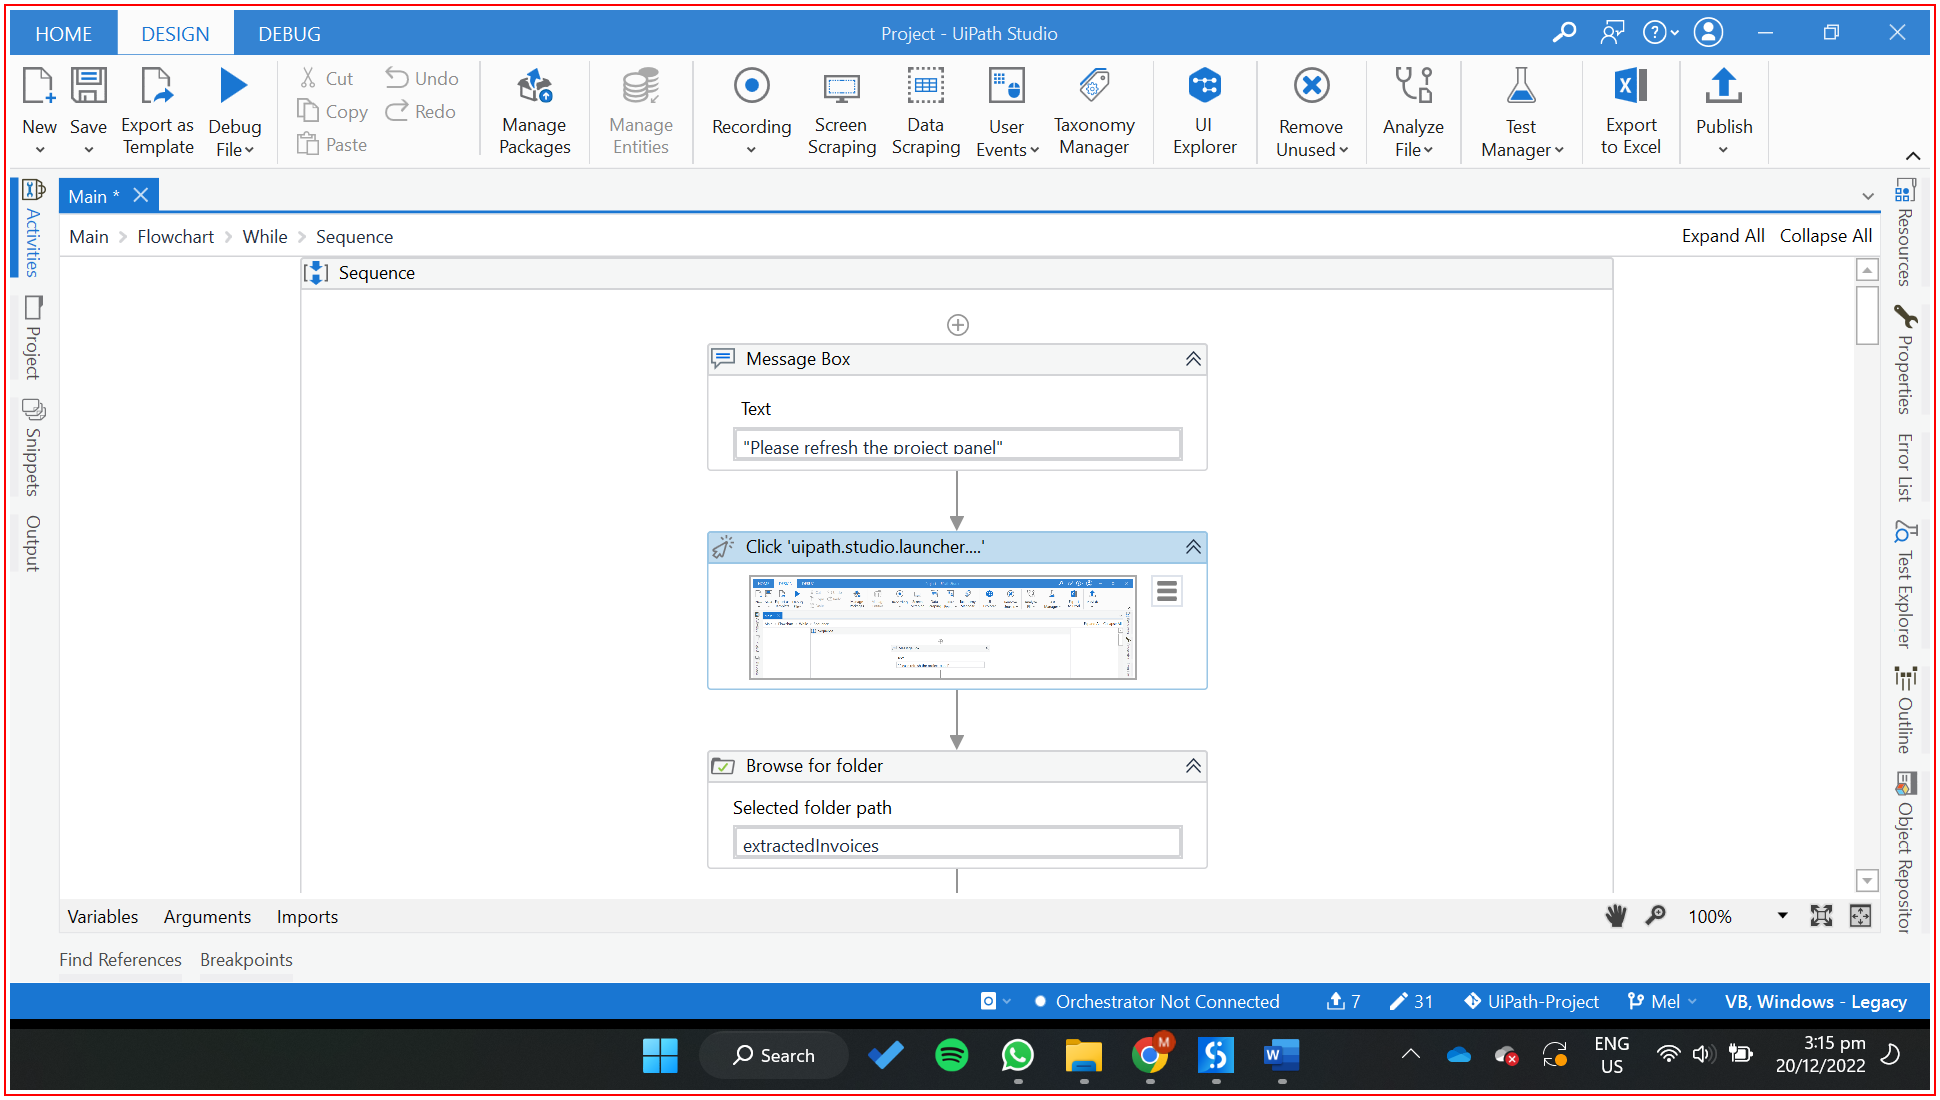 HOME DESIGN DEBUG Project - UiPath Studio
New Save Export as Template Debug File Cut Copy Paste Undo Redo Manage Packages Manage Entities Recording Screen Scraping Data Scraping User Events Taxonomy Manager UI Explorer Remove Unused Analyze File Test Manager Export to Excel Publish
Main *
Main Flowchart While Sequence Expand All Collapse All
Activities
Project
Snippets
Output
Sequence
Message Box
Text
"Please refresh the project panel"
Click 'uipath.studio.launcher....'
Browse for folder
Selected folder path
extractedInvoices
Resources
Properties
Error List
Test Explorer
Outline
Object Repositor
Variables Arguments Imports 100%
Find References Breakpoints
Orchestrator Not Connected 7 31 UiPath-Project Mel VB, Windows - Legacy
Search M W ENG US 3:15 pm 20/12/2022